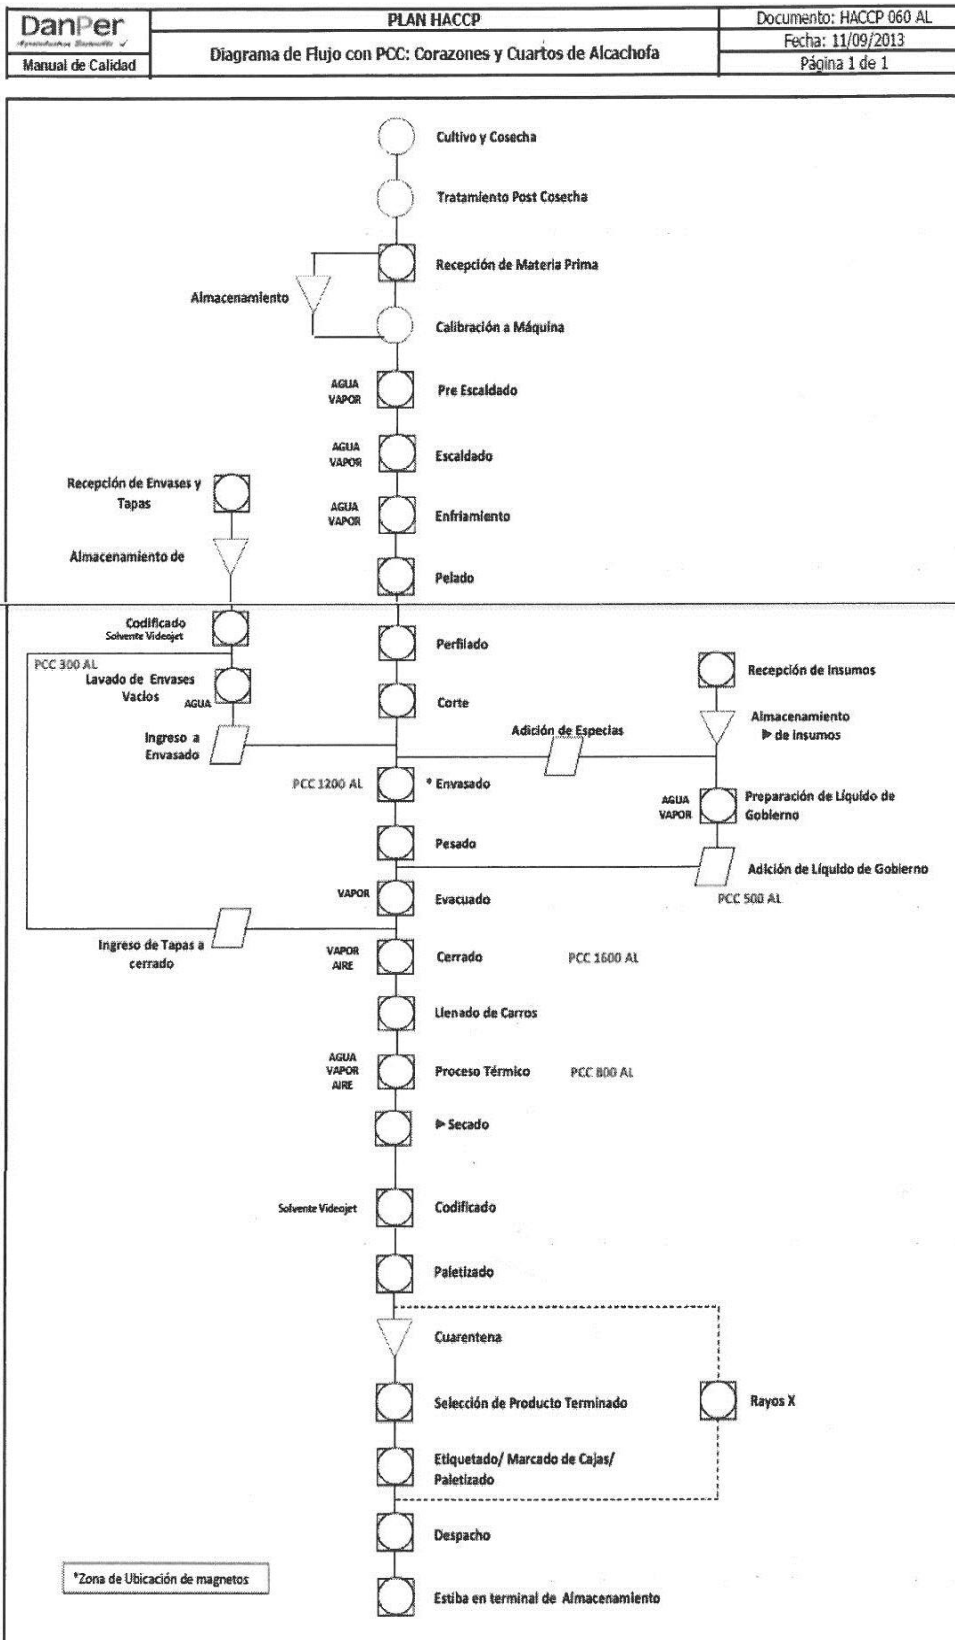 DanPer
Manual de Calidad
PLAN HACCP
Diagrama de Flujo con PCC: Corazones y Cuartos de Alcachofa
Documento: HACCP 060 AL
Fecha: 11/09/2013
Página 1 de 1
Cultivo y Cosecha
Tratamiento Post Cosecha
Recepción de Materia Prima
Almacenamiento
Calibración a Máquina
AGUA
VAPOR
Pre Escaldado
AGUA
VAPOR
Escaldado
Recepción de Envases y
Tapas
AGUA
VAPOR
Enfriamiento
Almacenamiento de
Pelado
Codificado
Solvente Videojet
Perfilado
PCC 300 AL
Lavado de Envases
Vacíos
AGUA
Recepción de Insumos
Corte
Almacenamiento
de insumos
Ingreso a
Envasado
Adición de Especias
PCC 1200 AL
* Envasado
AGUA
VAPOR
Preparación de Líquido de
Gobierno
Pesado
Adición de Líquido de Gobierno
PCC 500 AL
VAPOR
Evacuado
Ingreso de Tapas a
cerrado
VAPOR
AIRE
Cerrado
PCC 1600 AL
Llenado de Carros
AGUA
VAPOR
AIRE
Proceso Térmico
PCC 800 AL
Secado
Solvente Videojet
Codificado
Paletizado
Cuarentena
Selección de Producto Terminado
Rayos X
Etiquetado/ Marcado de Cajas/
Paletizado
Despacho
*Zona de Ubicación de magnetos
Estiba en terminal de Almacenamiento